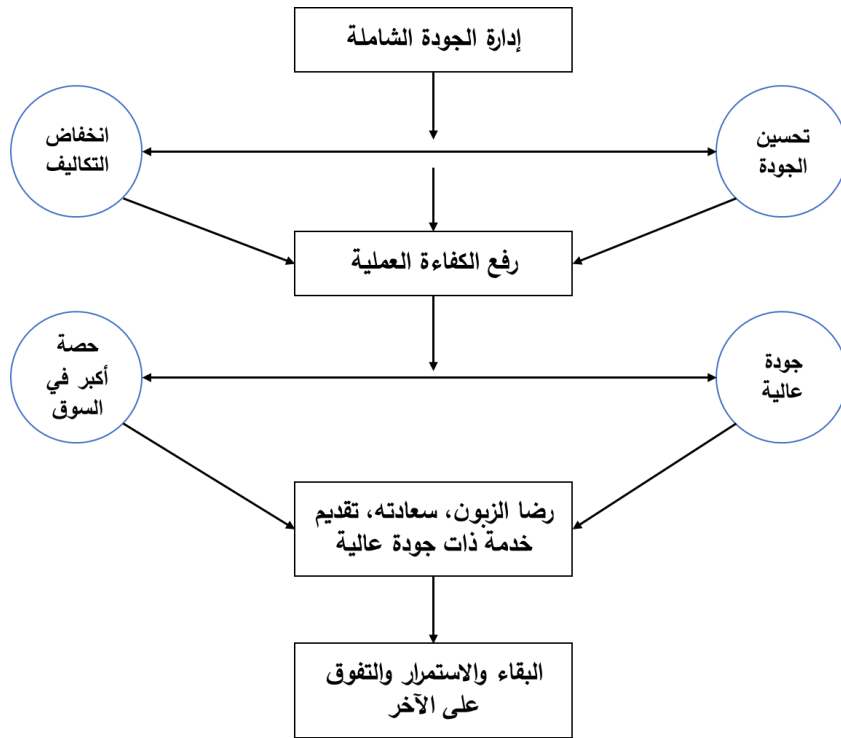 إدارة الجودة الشاملة
تحسين
الجودة
انخفاض
التكاليف
رفع الكفاءة العملية
جودة
عالية
حصة
أكبر في
السوق
رضا الزبون، سعادته، تقديم
خدمة ذات جودة عالية
البقاء والاستمرار والتفوق
على الآخر